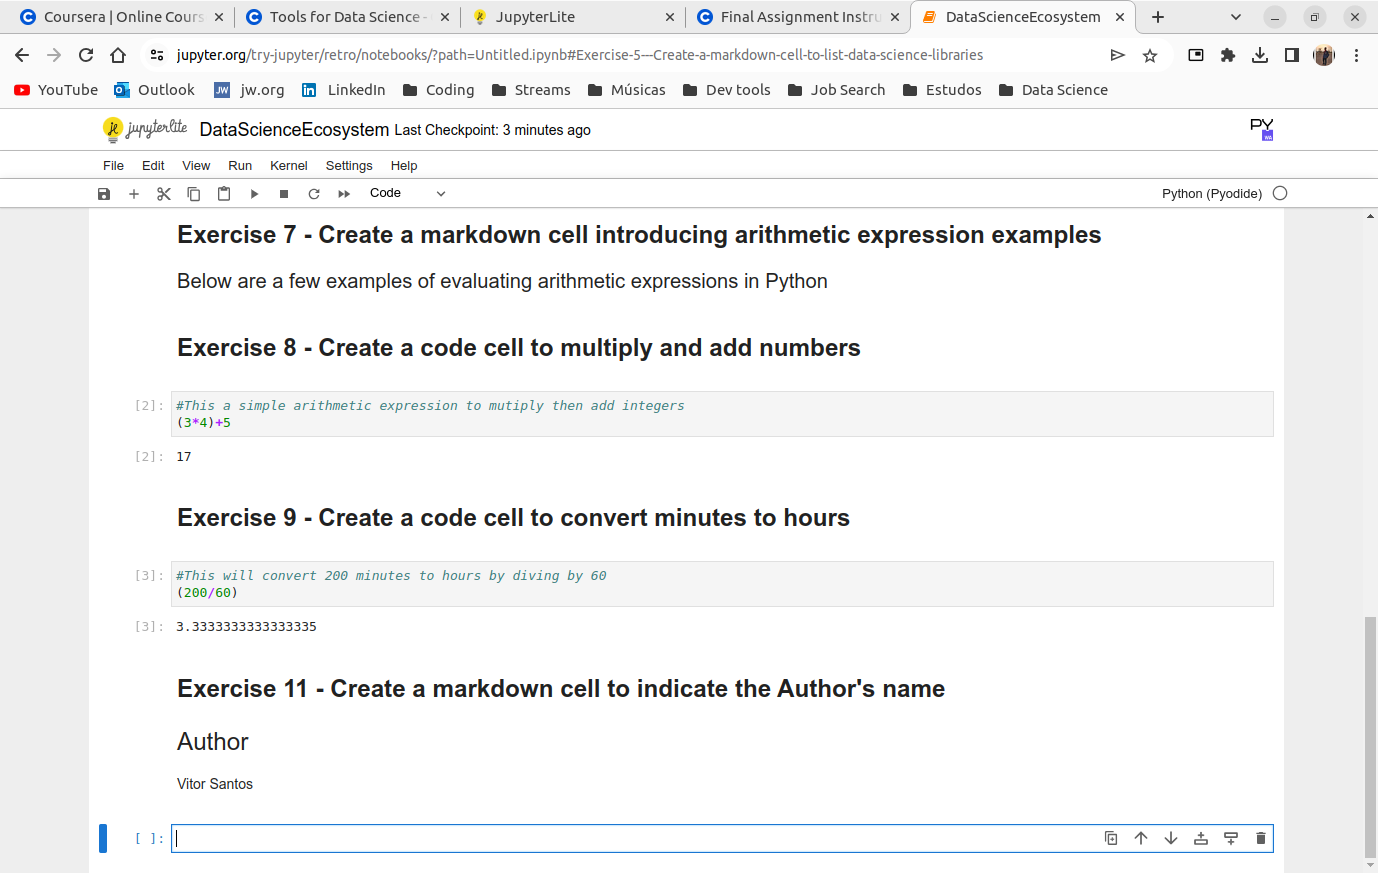 Coursera | Online Cours
Tools for Data Science -
JupyterLite
Final Assignment Instru
DataScienceEcosystem
jupyter.org/try-jupyter/retro/notebooks/?path=Untitled.ipynb#Exercise-5---Create-a-markdown-cell-to-list-data-science-libraries
YouTube Outlook JW jw.org LinkedIn Coding Streams Músicas Dev tools Job Search Estudos Data Science
jupyterlite DataScienceEcosystem Last Checkpoint: 3 minutes ago PY WA
File Edit View Run Kernel Settings Help
Code Python (Pyodide)
Exercise 7 - Create a markdown cell introducing arithmetic expression examples
Below are a few examples of evaluating arithmetic expressions in Python
Exercise 8 - Create a code cell to multiply and add numbers
[2]: #This a simple arithmetic expression to mutiply then add integers
(3*4)+5
[2]: 17
Exercise 9 - Create a code cell to convert minutes to hours
[3]: #This will convert 200 minutes to hours by diving by 60
(200/60)
[3]: 3.3333333333333335
Exercise 11 - Create a markdown cell to indicate the Author's name
Author
Vitor Santos
[ ]: